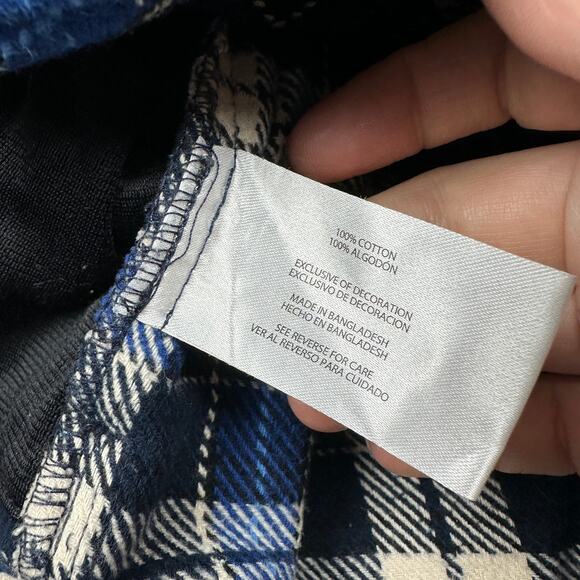 100% COTTON
100% ALGODÓN
EXCLUSIVE OF DECORATION
EXCLUSIVO DE DECORACION
MADE IN BANGLADESH
HECHO EN BANGLADESH
SEE REVERSE FOR CARE
VER AL REVERSO PARA CUIDADO